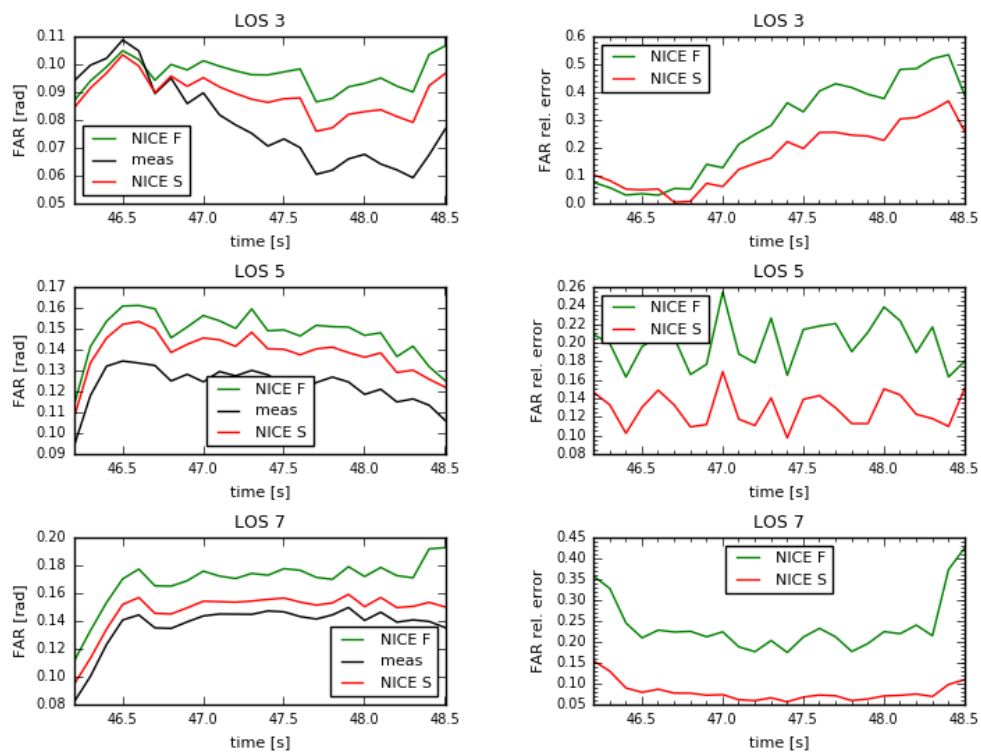 LOS 3
0.11
0.10
0.09
0.08
0.07
0.06
0.05
FAR [rad]
NICE F
meas
NICE S
46.5
47.0
47.5
48.0
48.5
time [s]
LOS 3
0.6
0.5
0.4
0.3
0.2
0.1
0.0
FAR rel. error
NICE F
NICE S
46.5
47.0
47.5
48.0
48.5
time [s]
LOS 5
0.17
0.16
0.15
0.14
0.13
0.12
0.11
0.10
0.09
FAR [rad]
NICE F
meas
NICE S
46.5
47.0
47.5
48.0
48.5
time [s]
LOS 5
0.26
0.24
0.22
0.20
0.18
0.16
0.14
0.12
0.10
0.08
FAR rel. error
NICE F
NICE S
46.5
47.0
47.5
48.0
48.5
time [s]
LOS 7
0.20
0.18
0.16
0.14
0.12
0.10
0.08
FAR [rad]
NICE F
meas
NICE S
46.5
47.0
47.5
48.0
48.5
time [s]
LOS 7
0.45
0.40
0.35
0.30
0.25
0.20
0.15
0.10
0.05
FAR rel. error
NICE F
NICE S
46.5
47.0
47.5
48.0
48.5
time [s]